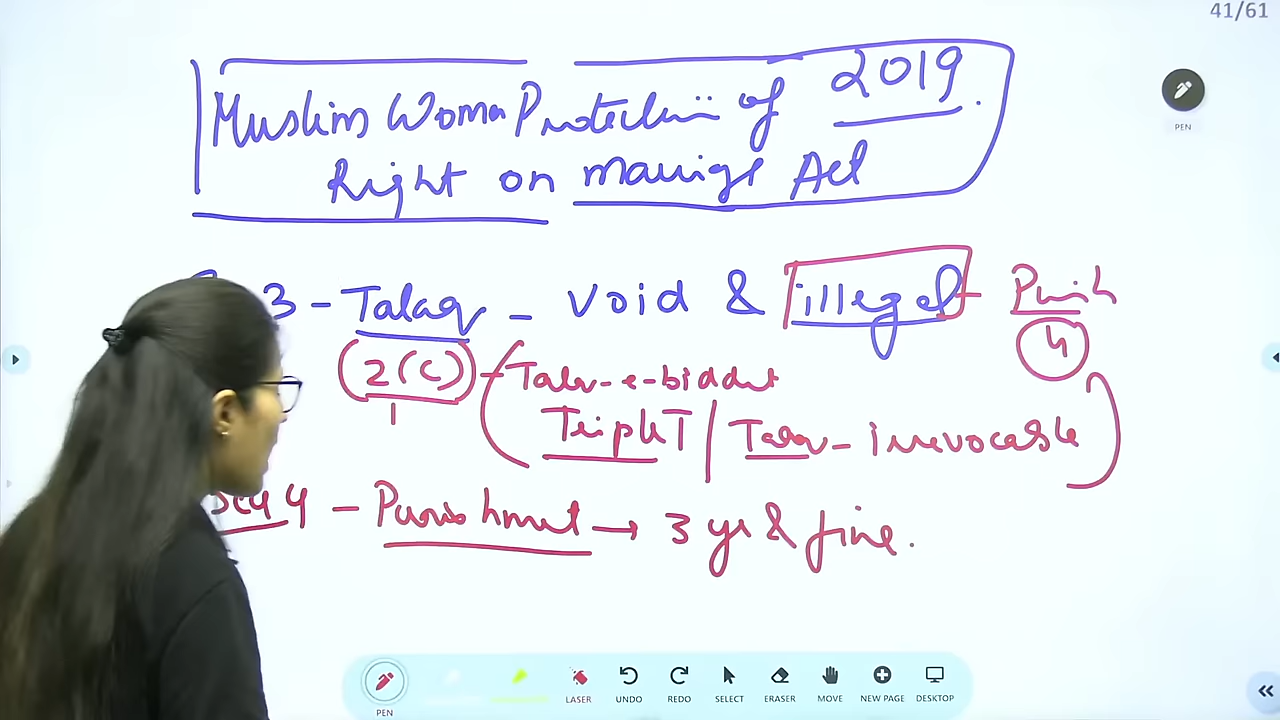 41/61
2019
Muslim Woman Protection of
Right on Marriage Act
PEN
3 - Talaq - void & illegal - Punish
4
2(c) - Talaq-e-biddat
Triple T / Talaq - irrevocable
Sec 4 - Punishment → 3 yr & fine.
PEN
LASER
UNDO
REDO
SELECT
ERASER
MOVE
NEW PAGE
DESKTOP